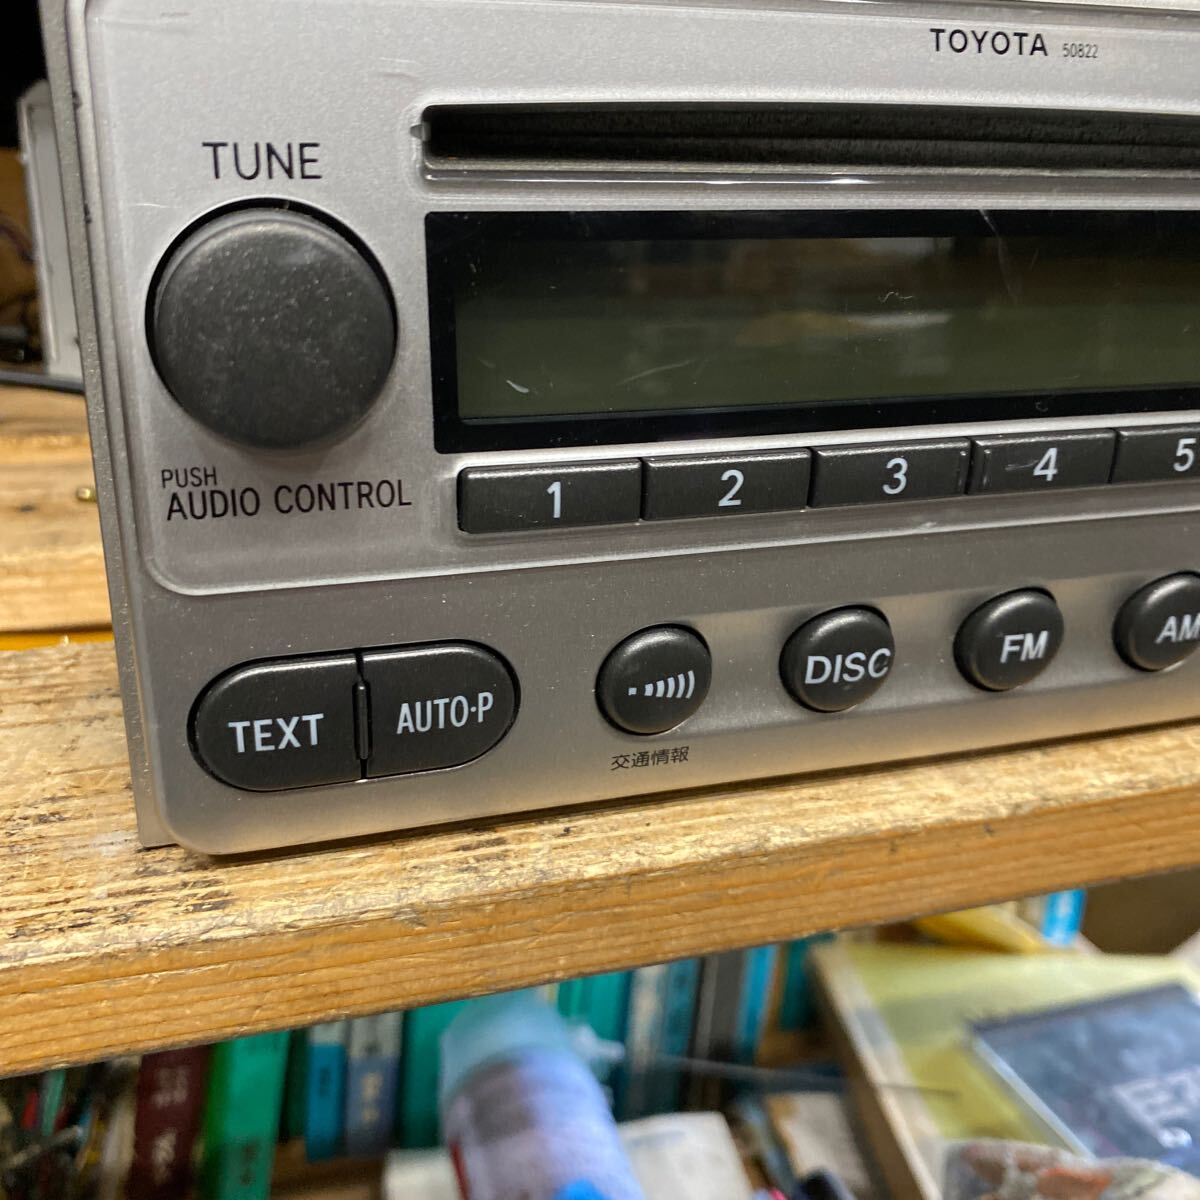 TOYOTA 50822
TUNE
PUSH
AUDIO CONTROL
1 2 3 4 5
TEXT AUTO·P DISC FM AM
交通情報